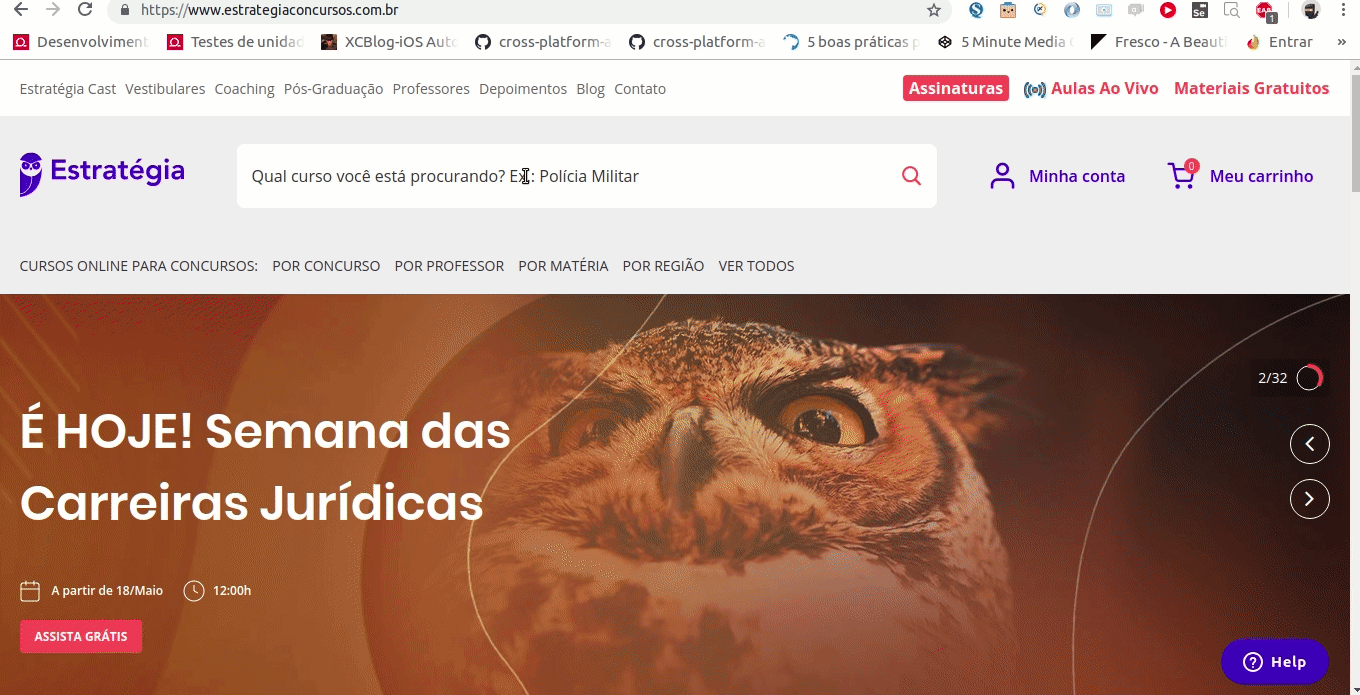 https://www.estrategiaconcursos.com.br
Se
1
Desenvolviment
Testes de unidad
XCBlog-iOS Auto
cross-platform-a
cross-platform-a
5 boas práticas p
5 Minute Media
Fresco - A Beauti
Entrar
»
Estratégia Cast Vestibulares Coaching Pós-Graduação Professores Depoimentos Blog Contato
Assinaturas
Aulas Ao Vivo
Materiais Gratuitos
Estratégia
Qual curso você está procurando? Ex.: Polícia Militar
Minha conta
0
Meu carrinho
CURSOS ONLINE PARA CONCURSOS: POR CONCURSO POR PROFESSOR POR MATÉRIA POR REGIÃO VER TODOS
2/32
É HOJE! Semana das
Carreiras Jurídicas
A partir de 18/Maio
12:00h
ASSISTA GRÁTIS
Help